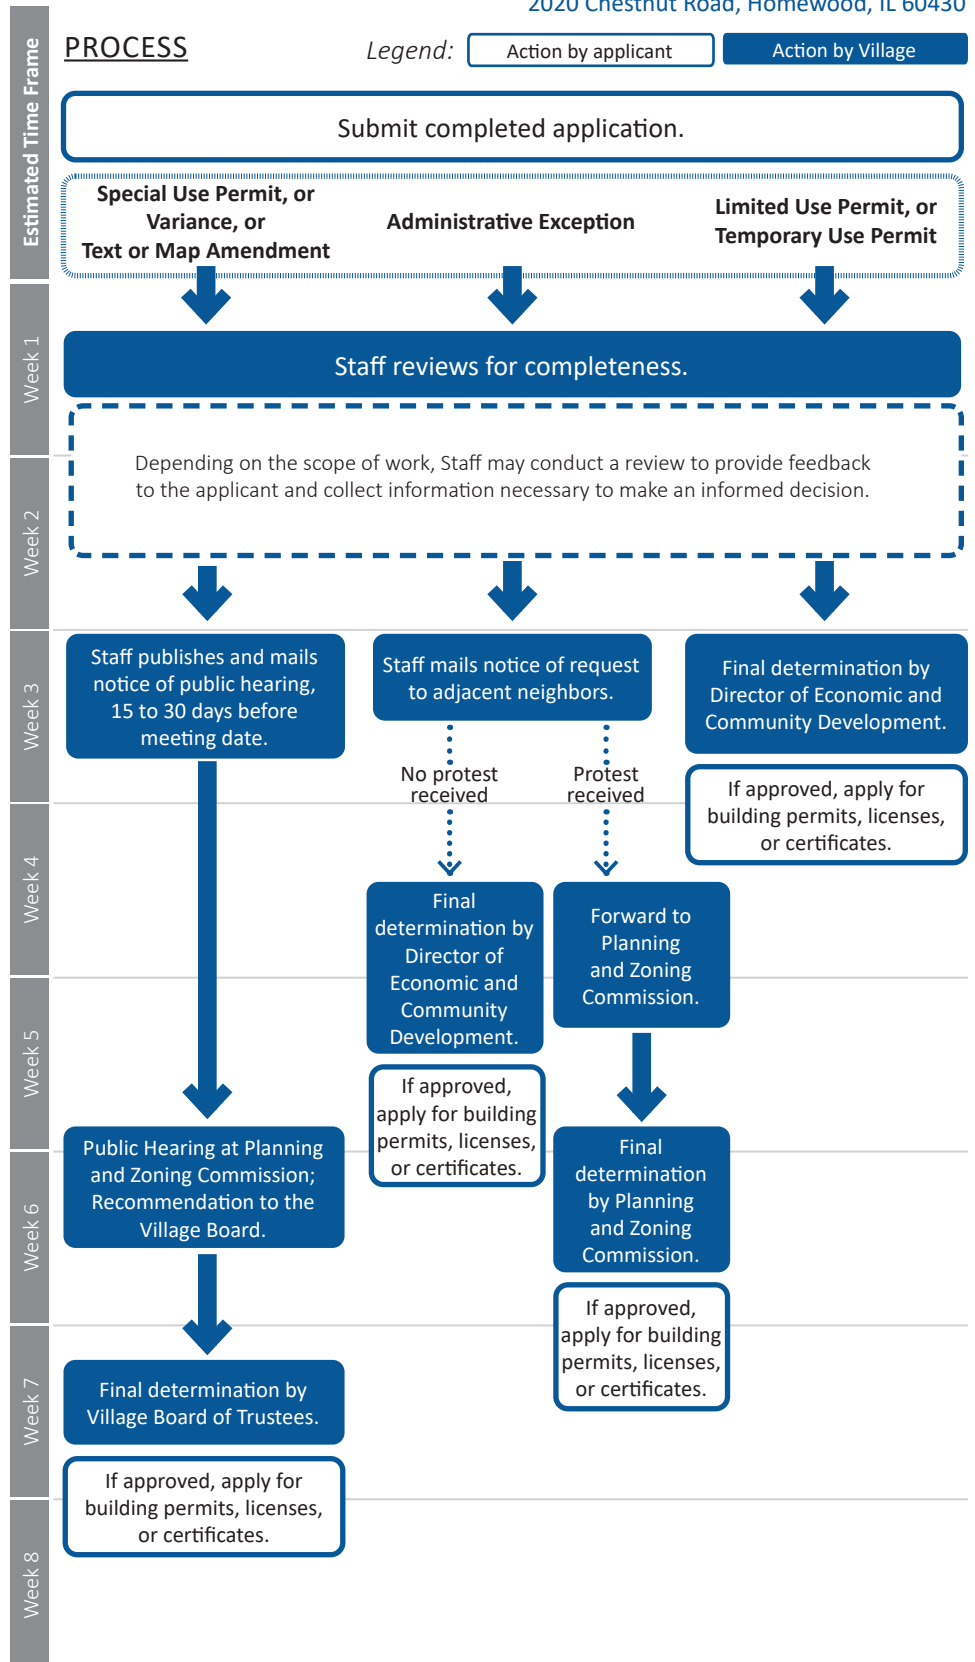 2020 Chestnut Road, Homewood, IL 60430
PROCESS
Legend:
Action by applicant
Action by Village
Estimated Time Frame
Submit completed application.
Special Use Permit, or
Variance, or
Text or Map Amendment
Administrative Exception
Limited Use Permit, or
Temporary Use Permit
Week 1
Staff reviews for completeness.
Depending on the scope of work, Staff may conduct a review to provide feedback
to the applicant and collect information necessary to make an informed decision.
Week 2
Week 3
Staff publishes and mails
notice of public hearing,
15 to 30 days before
meeting date.
Staff mails notice of request
to adjacent neighbors.
Final determination by
Director of Economic and
Community Development.
No protest
received
Protest
received
If approved, apply for
building permits, licenses,
or certificates.
Week 4
Final
determination by
Director of
Economic and
Community
Development.
Forward to
Planning
and Zoning
Commission.
Week 5
If approved,
apply for building
permits, licenses,
or certificates.
Public Hearing at Planning
and Zoning Commission;
Recommendation to the
Village Board.
Final
determination
by Planning
and Zoning
Commission.
Week 6
If approved,
apply for building
permits, licenses,
or certificates.
Week 7
Final determination by
Village Board of Trustees.
If approved, apply for
building permits, licenses,
or certificates.
Week 8